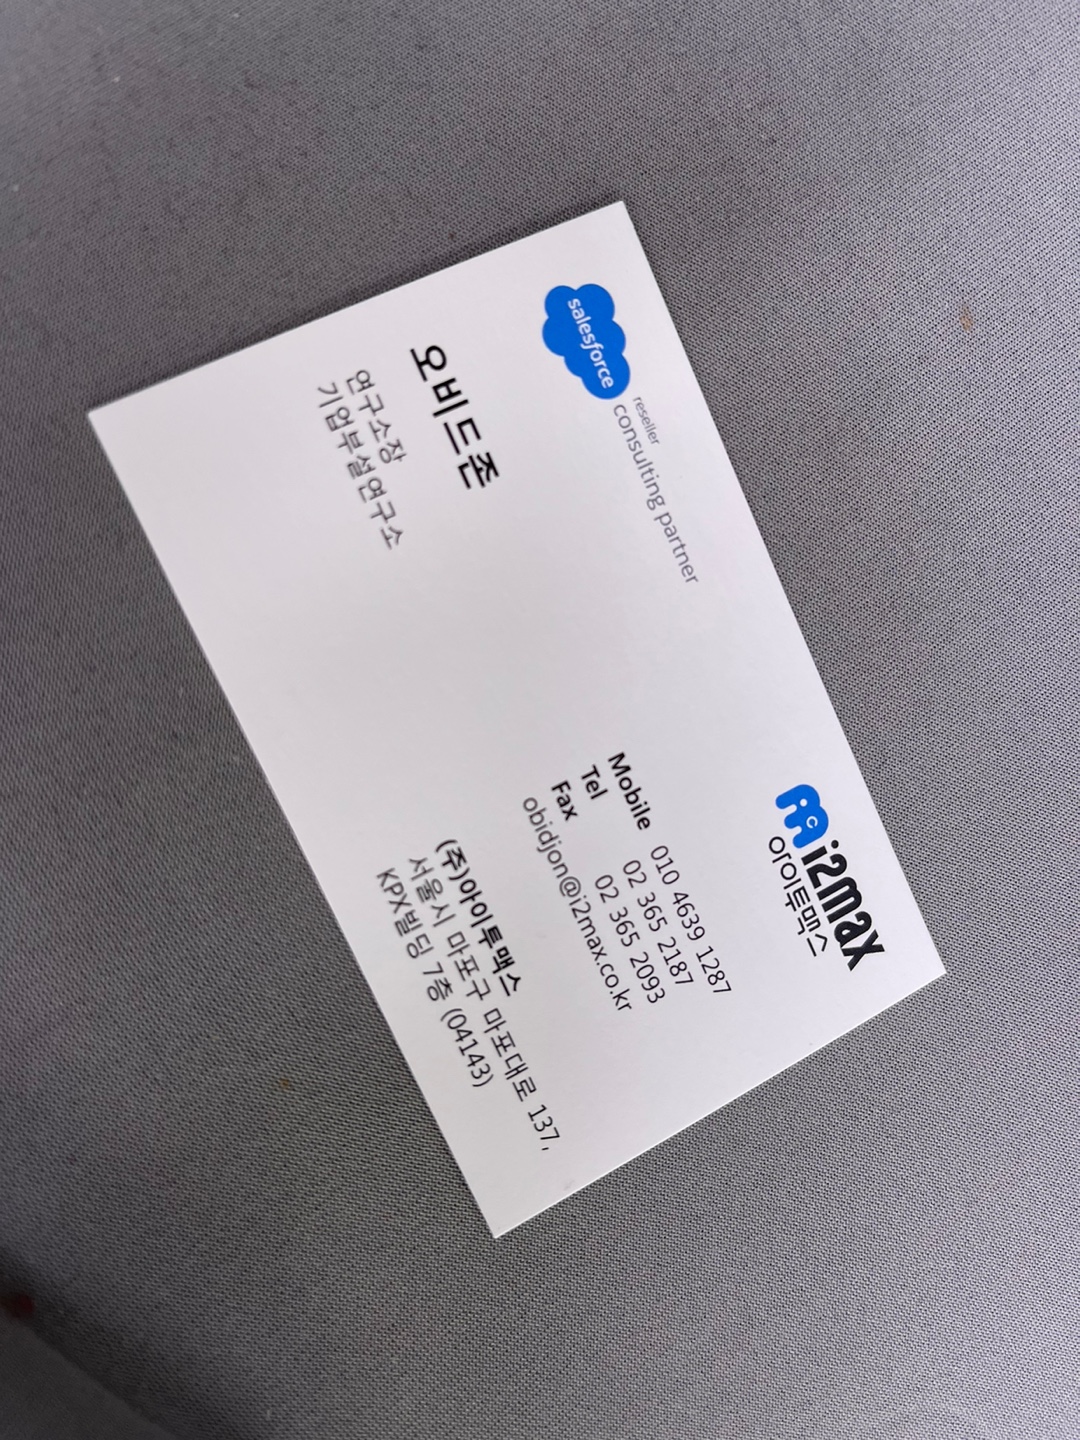 salesforce
reseller
consulting partner
i2max
아이투맥스
오비드존
연구소장
기업부설연구소
Mobile 010 4639 1287
Tel 02 365 2187
Fax 02 365 2093
obidjon@i2max.co.kr
(주)아이투맥스
서울시 마포구 마포대로 137,
KPX빌딩 7층 (04143)